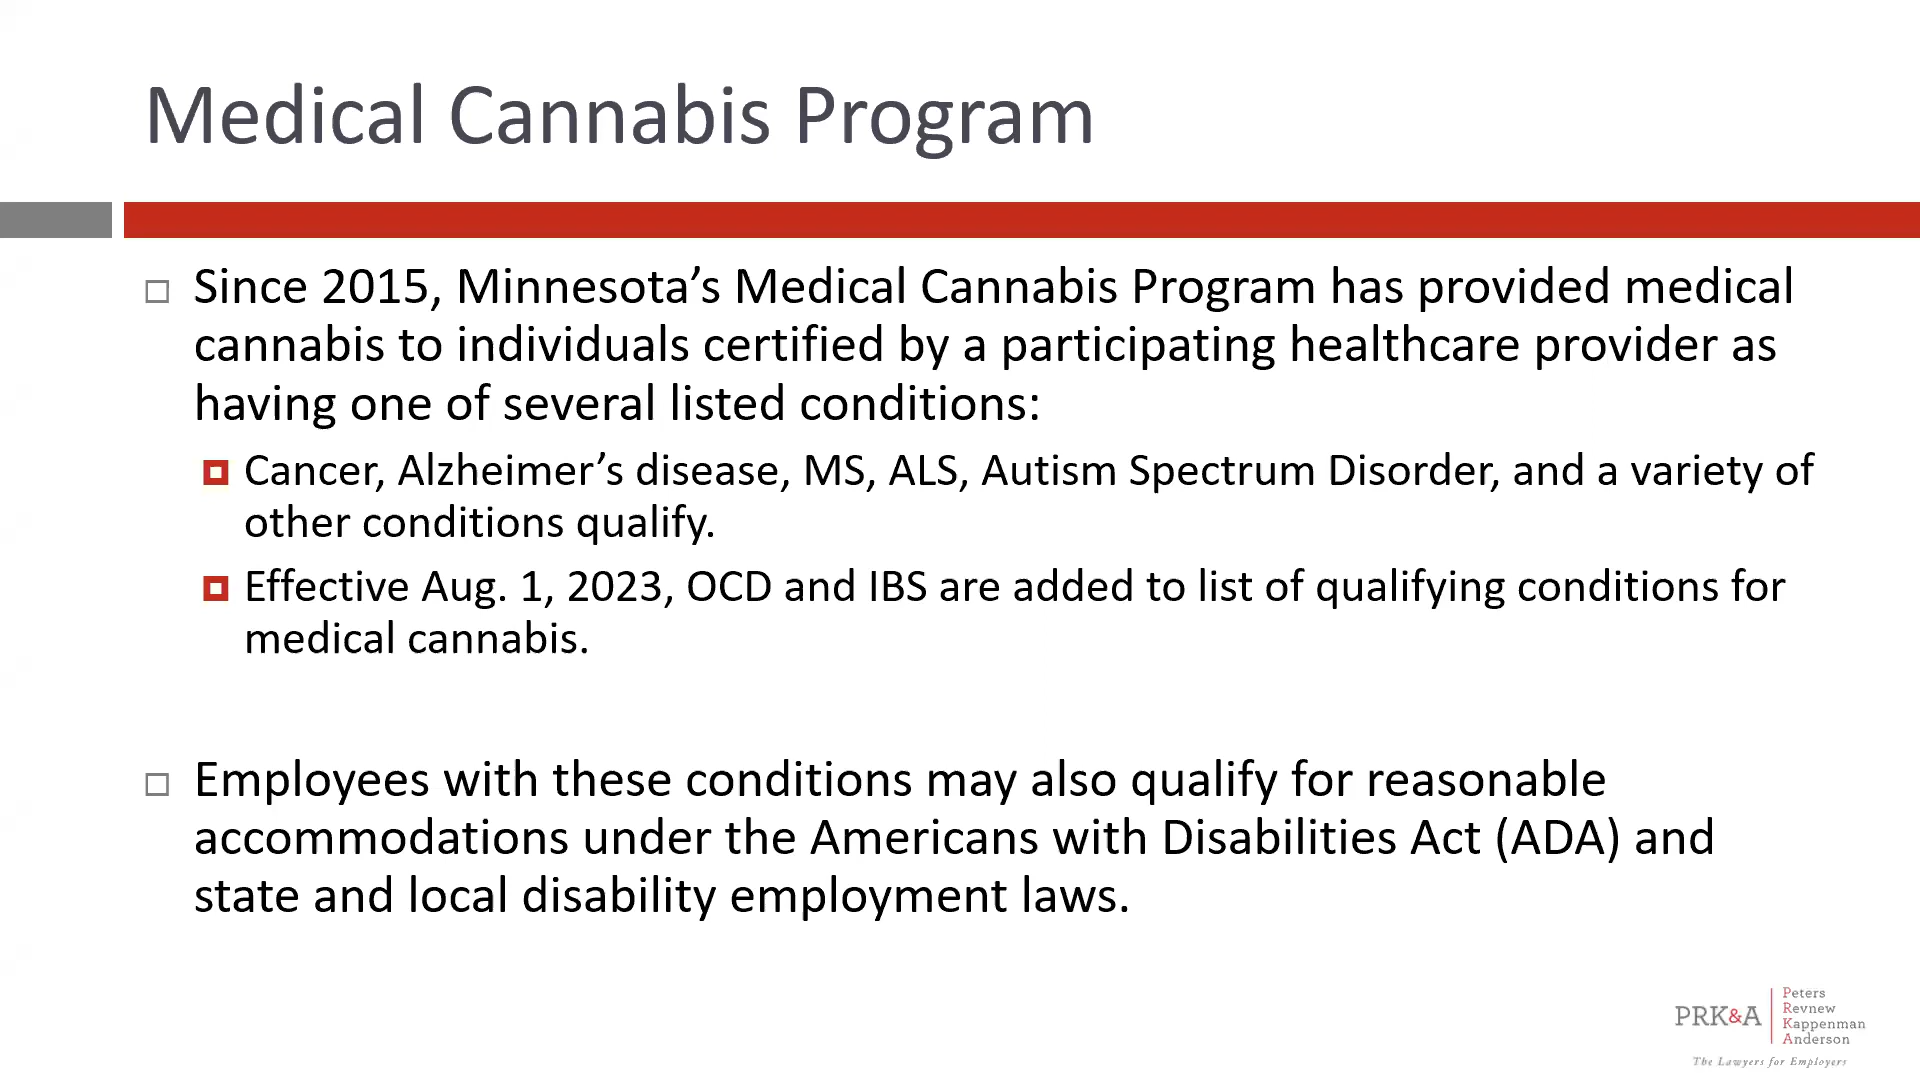 Medical Cannabis Program
Since 2015, Minnesota’s Medical Cannabis Program has provided medical
cannabis to individuals certified by a participating healthcare provider as
having one of several listed conditions:
Cancer, Alzheimer’s disease, MS, ALS, Autism Spectrum Disorder, and a variety of
other conditions qualify.
Effective Aug. 1, 2023, OCD and IBS are added to list of qualifying conditions for
medical cannabis.
Employees with these conditions may also qualify for reasonable
accommodations under the Americans with Disabilities Act (ADA) and
state and local disability employment laws.
PRK&A
Peters
Revnew
Kappenman
Anderson
The Lawyers for Employers